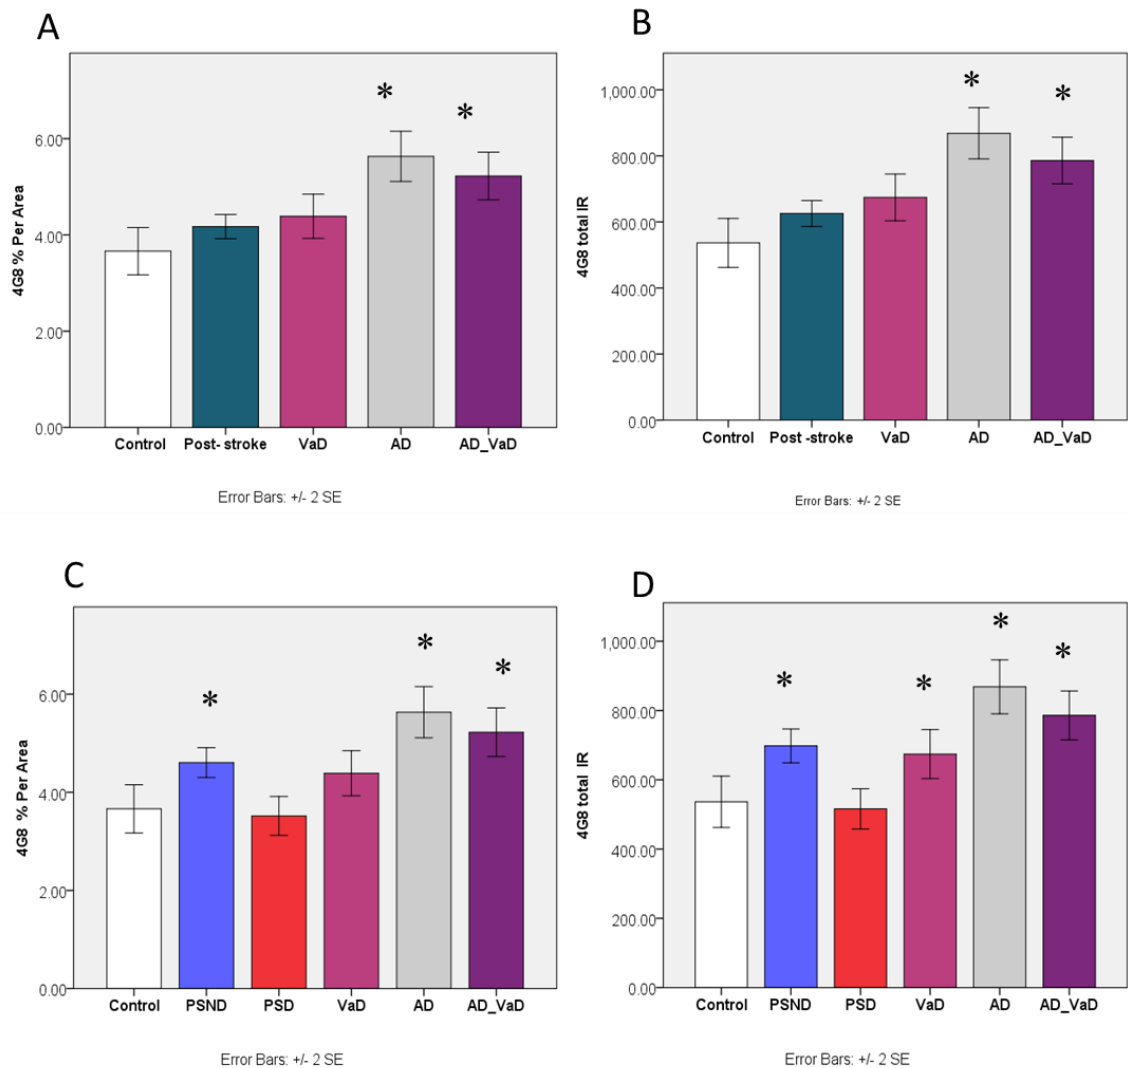 A
4G8 % Per Area
6.00
4.00
2.00
0.00
*
*
Control Post- stroke VaD AD AD_VaD
Error Bars: +/- 2 SE
B
4G8 total IR
1,000.00
800.00
600.00
400.00
200.00
0.00
*
*
Control Post -stroke VaD AD AD_VaD
Error Bars: +/- 2 SE
C
4G8 % Per Area
6.00
4.00
2.00
0.00
*
*
*
Control PSND PSD VaD AD AD_VaD
Error Bars: +/- 2 SE
D
4G8 total IR
1,000.00
800.00
600.00
400.00
200.00
0.00
*
*
*
*
Control PSND PSD VaD AD AD_VaD
Error Bars: +/- 2 SE